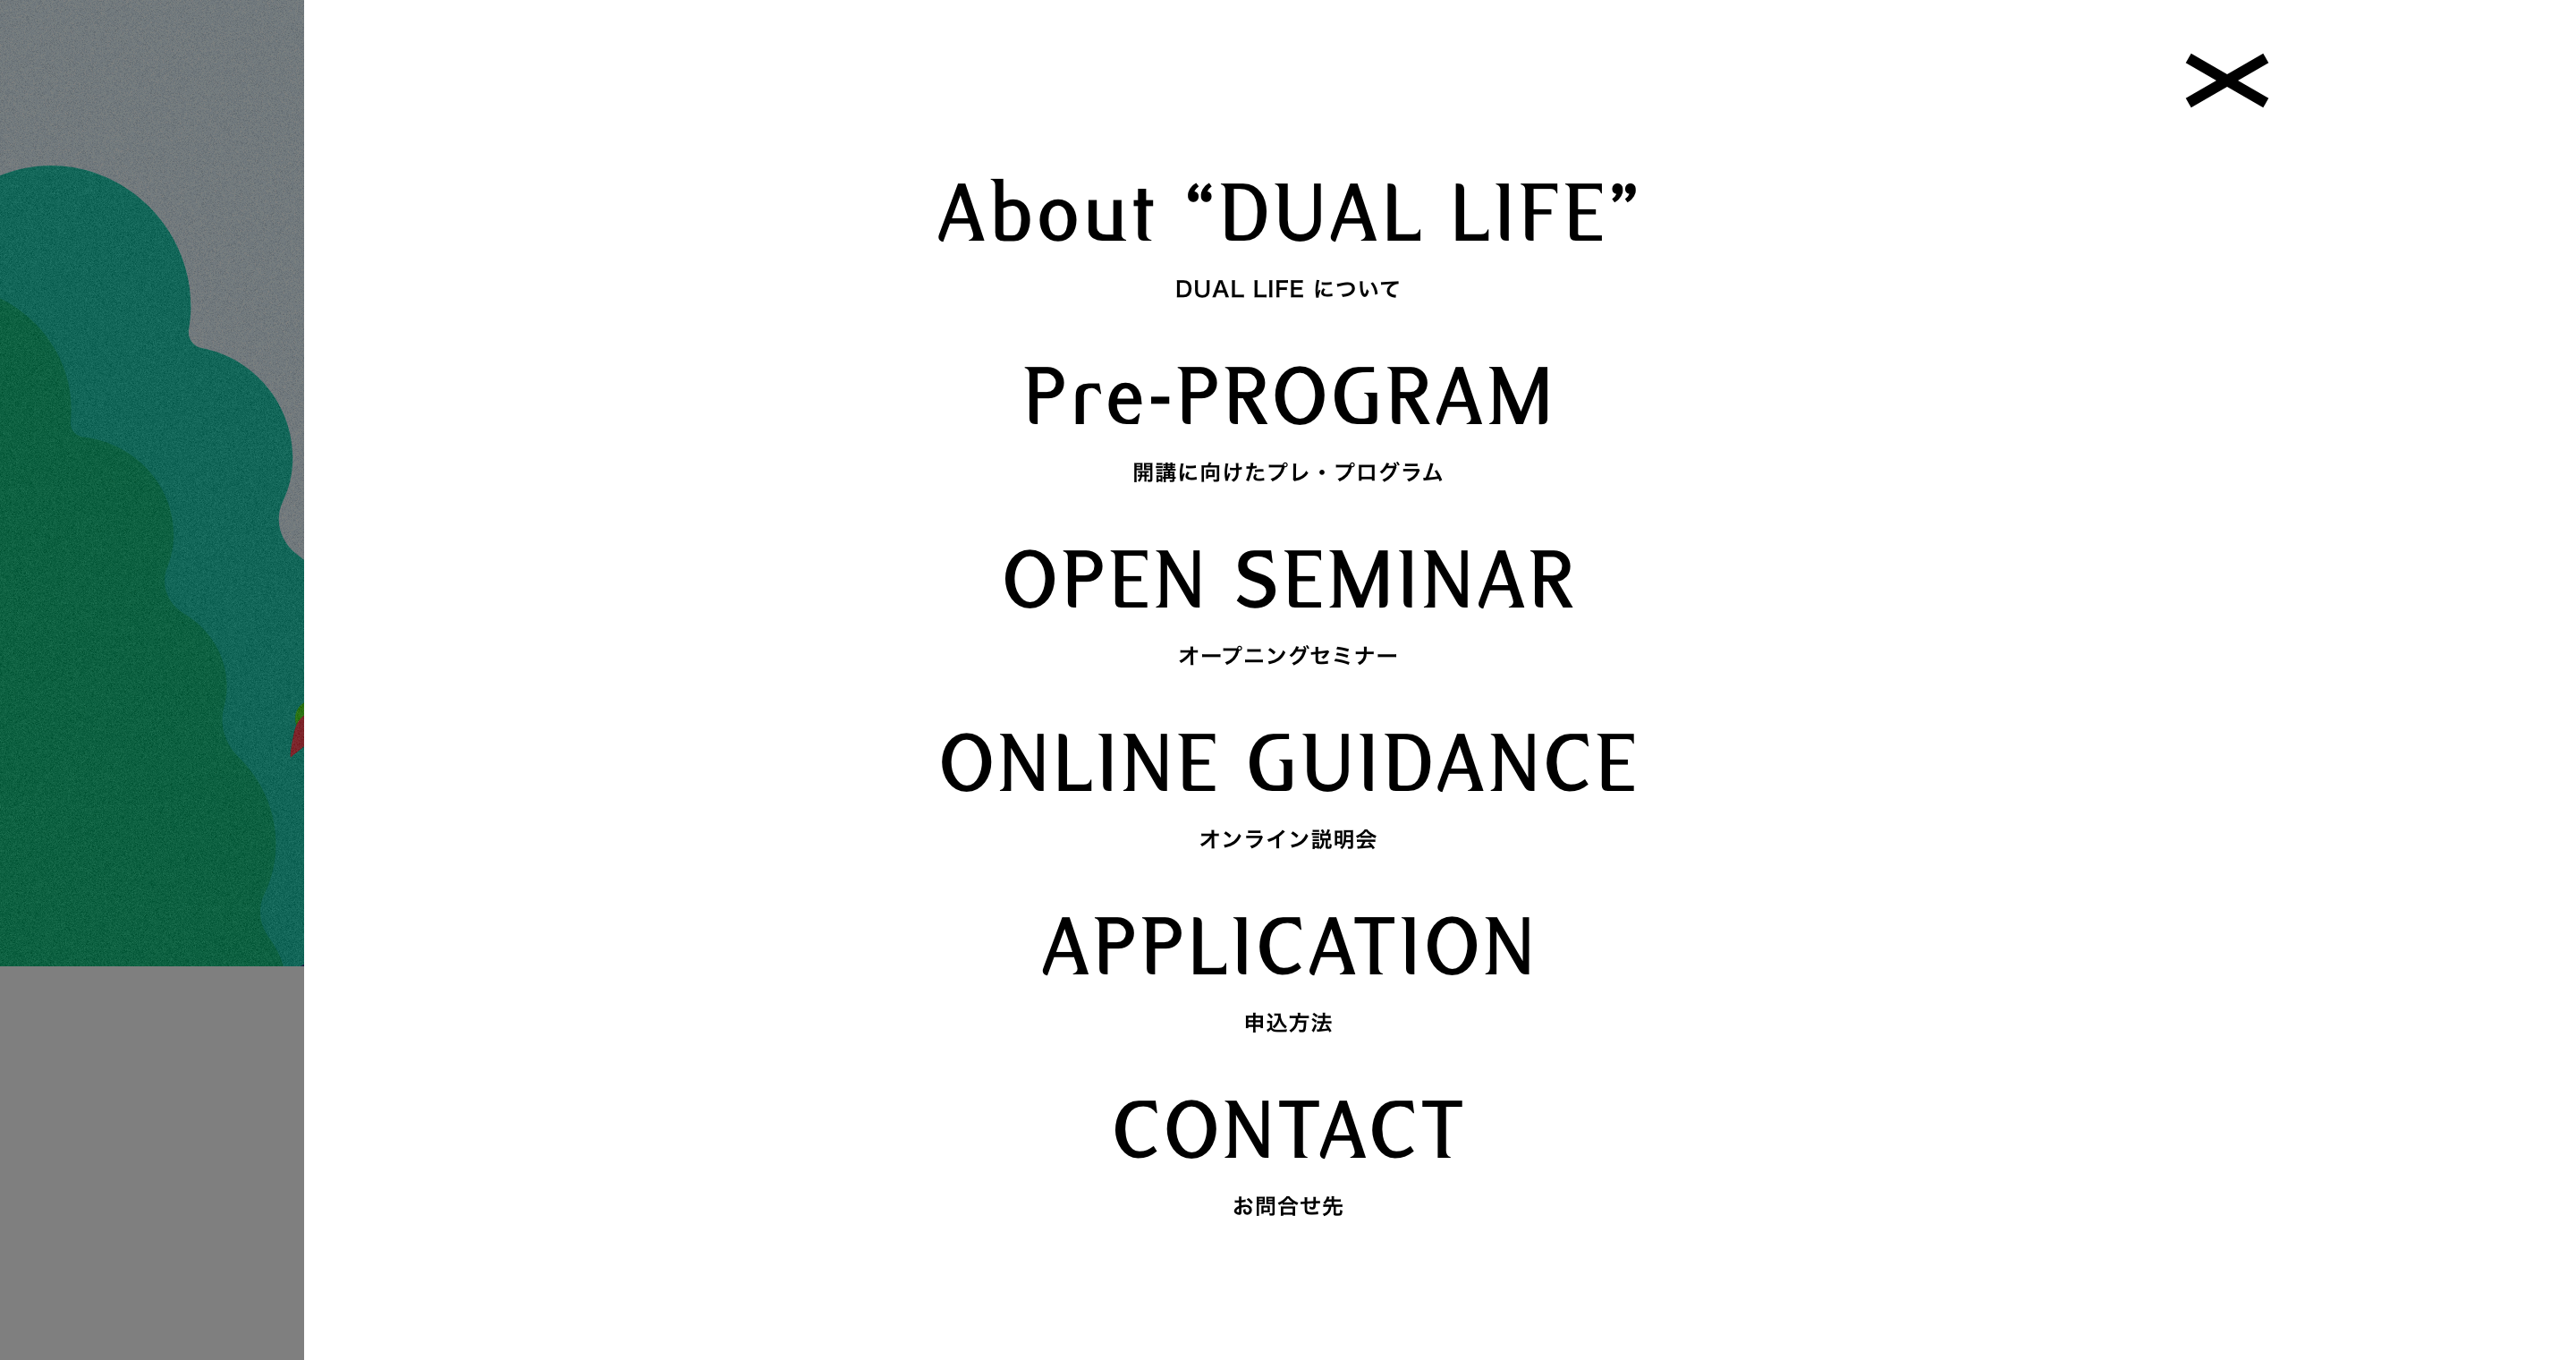 About “DUAL LIFE”
DUAL LIFE について
Pre-PROGRAM
開講に向けたプレ・プログラム
OPEN SEMINAR
オープニングセミナー
ONLINE GUIDANCE
オンライン説明会
APPLICATION
申込方法
CONTACT
お問合せ先